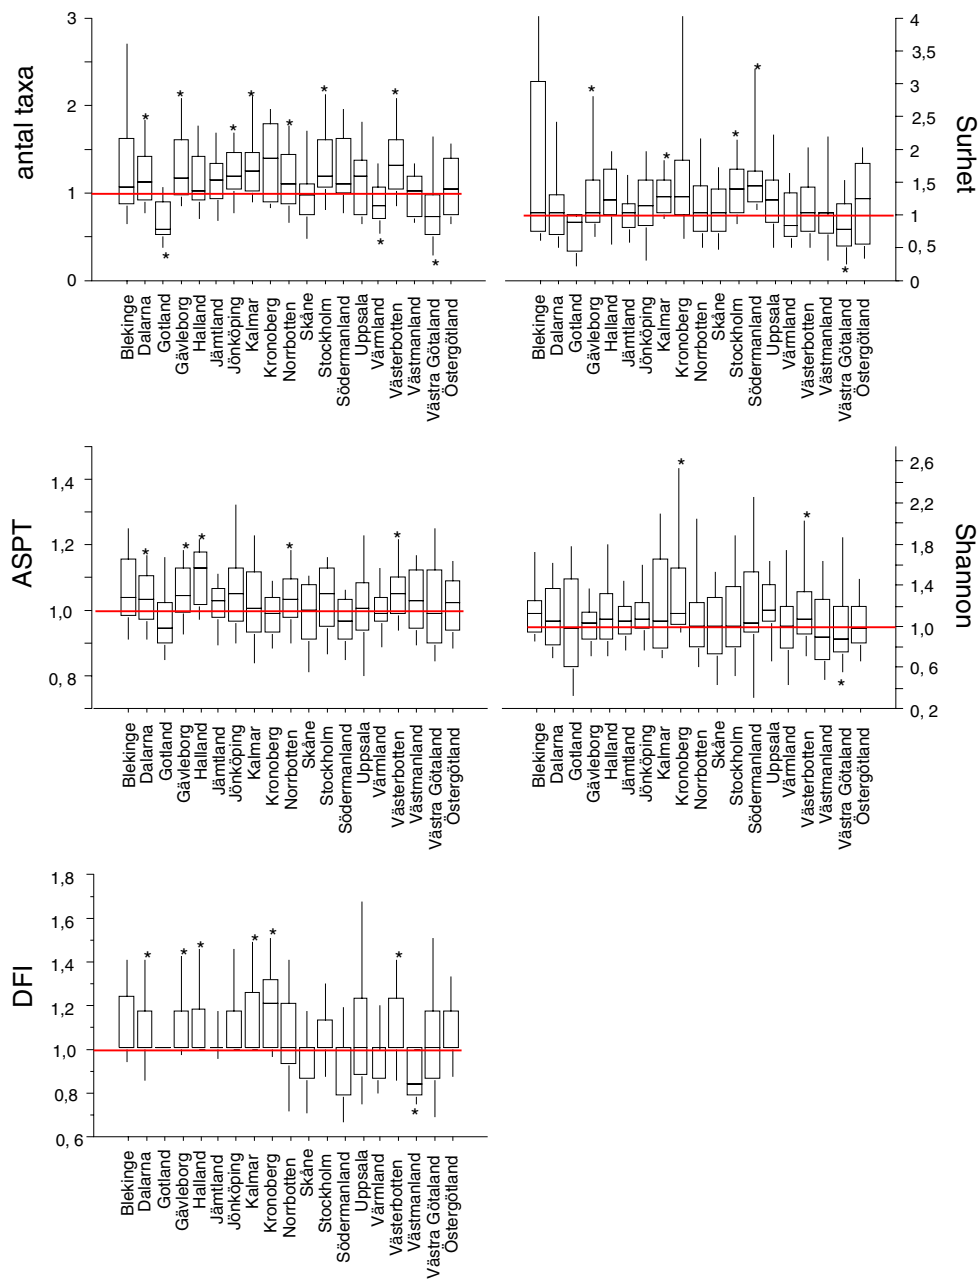 antal taxa
3
2
1
0
*
*
*
*
*
*
*
*
*
*
*
Blekinge
Dalarna
Gotland
Gävleborg
Halland
Jämtland
Jönköping
Kalmar
Kronoberg
Norrbotten
Skåne
Stockholm
Södermanland
Uppsala
Värmland
Västerbotten
Västmanland
Västra Götaland
Östergötland
Surhet
4
3,5
3
2,5
2
1,5
1
0, 5
0
*
*
*
*
*
Blekinge
Dalarna
Gotland
Gävleborg
Halland
Jämtland
Jönköping
Kalmar
Kronoberg
Norrbotten
Skåne
Stockholm
Södermanland
Uppsala
Värmland
Västerbotten
Västmanland
Västra Götaland
Östergötland
ASPT
1,4
1,2
1,0
0, 8
*
*
*
*
*
Blekinge
Dalarna
Gotland
Gävleborg
Halland
Jämtland
Jönköping
Kalmar
Kronoberg
Norrbotten
Skåne
Stockholm
Södermanland
Uppsala
Värmland
Västerbotten
Västmanland
Västra Götaland
Östergötland
Shannon
2,6
2,2
1,8
1,4
1,0
0, 6
0, 2
*
*
*
Blekinge
Dalarna
Gotland
Gävleborg
Halland
Jämtland
Jönköping
Kalmar
Kronoberg
Norrbotten
Skåne
Stockholm
Södermanland
Uppsala
Värmland
Västerbotten
Västmanland
Västra Götaland
Östergötland
DFI
1,8
1,6
1,4
1,2
1,0
0,8
0, 6
*
*
*
*
*
*
*
Blekinge
Dalarna
Gotland
Gävleborg
Halland
Jämtland
Jönköping
Kalmar
Kronoberg
Norrbotten
Skåne
Stockholm
Södermanland
Uppsala
Värmland
Västerbotten
Västmanland
Västra Götaland
Östergötland